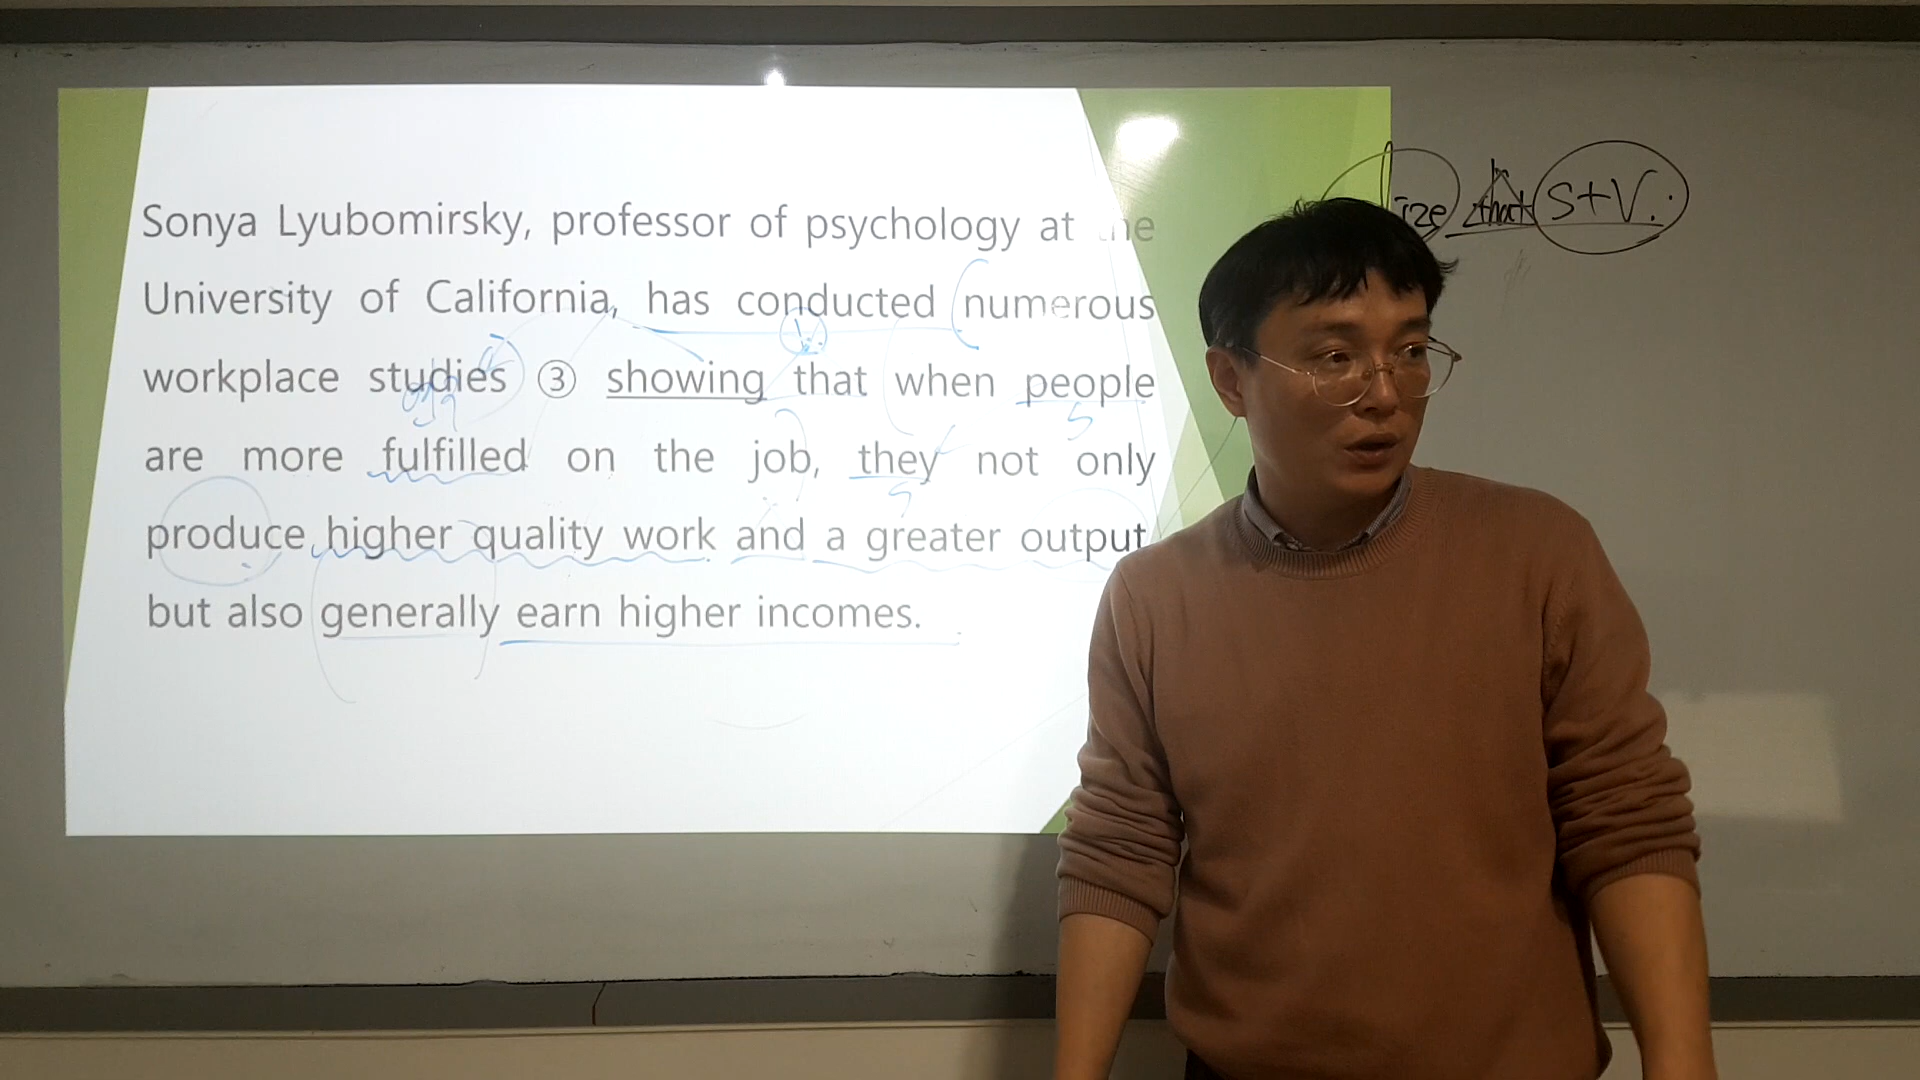 Sonya Lyubomirsky, professor of psychology at the
University of California, has conducted numerous
workplace studies ③ showing that when people
are more fulfilled on the job, they not only
produce higher quality work and a greater output
but also generally earn higher incomes.
that S+V.
S
S